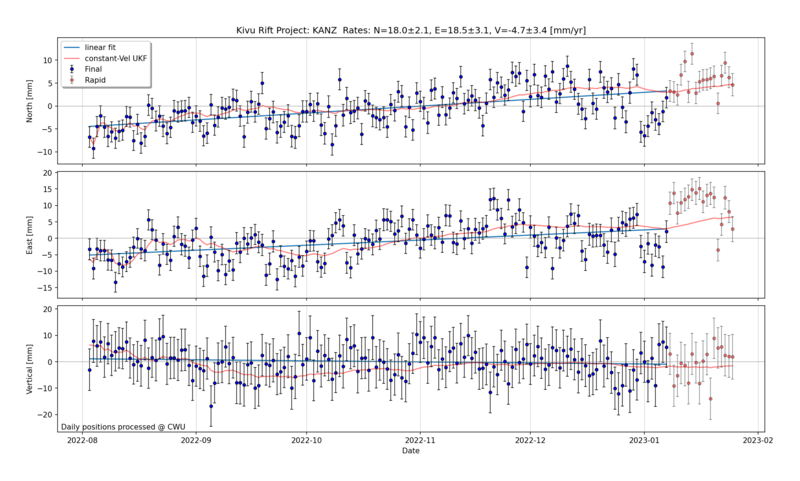 Kivu Rift Project: KANZ Rates: N=18.0±2.1, E=18.5±3.1, V=-4.7±3.4 [mm/yr]
linear fit
constant-Vel UKF
Final
Rapid
North [mm]
10
5
0
−5
−10
East [mm]
20
15
10
5
0
−5
−10
−15
Vertical [mm]
20
10
0
−10
−20
Daily positions processed @ CWU
2022-08 2022-09 2022-10 2022-11 2022-12 2023-01 2023-02
Date